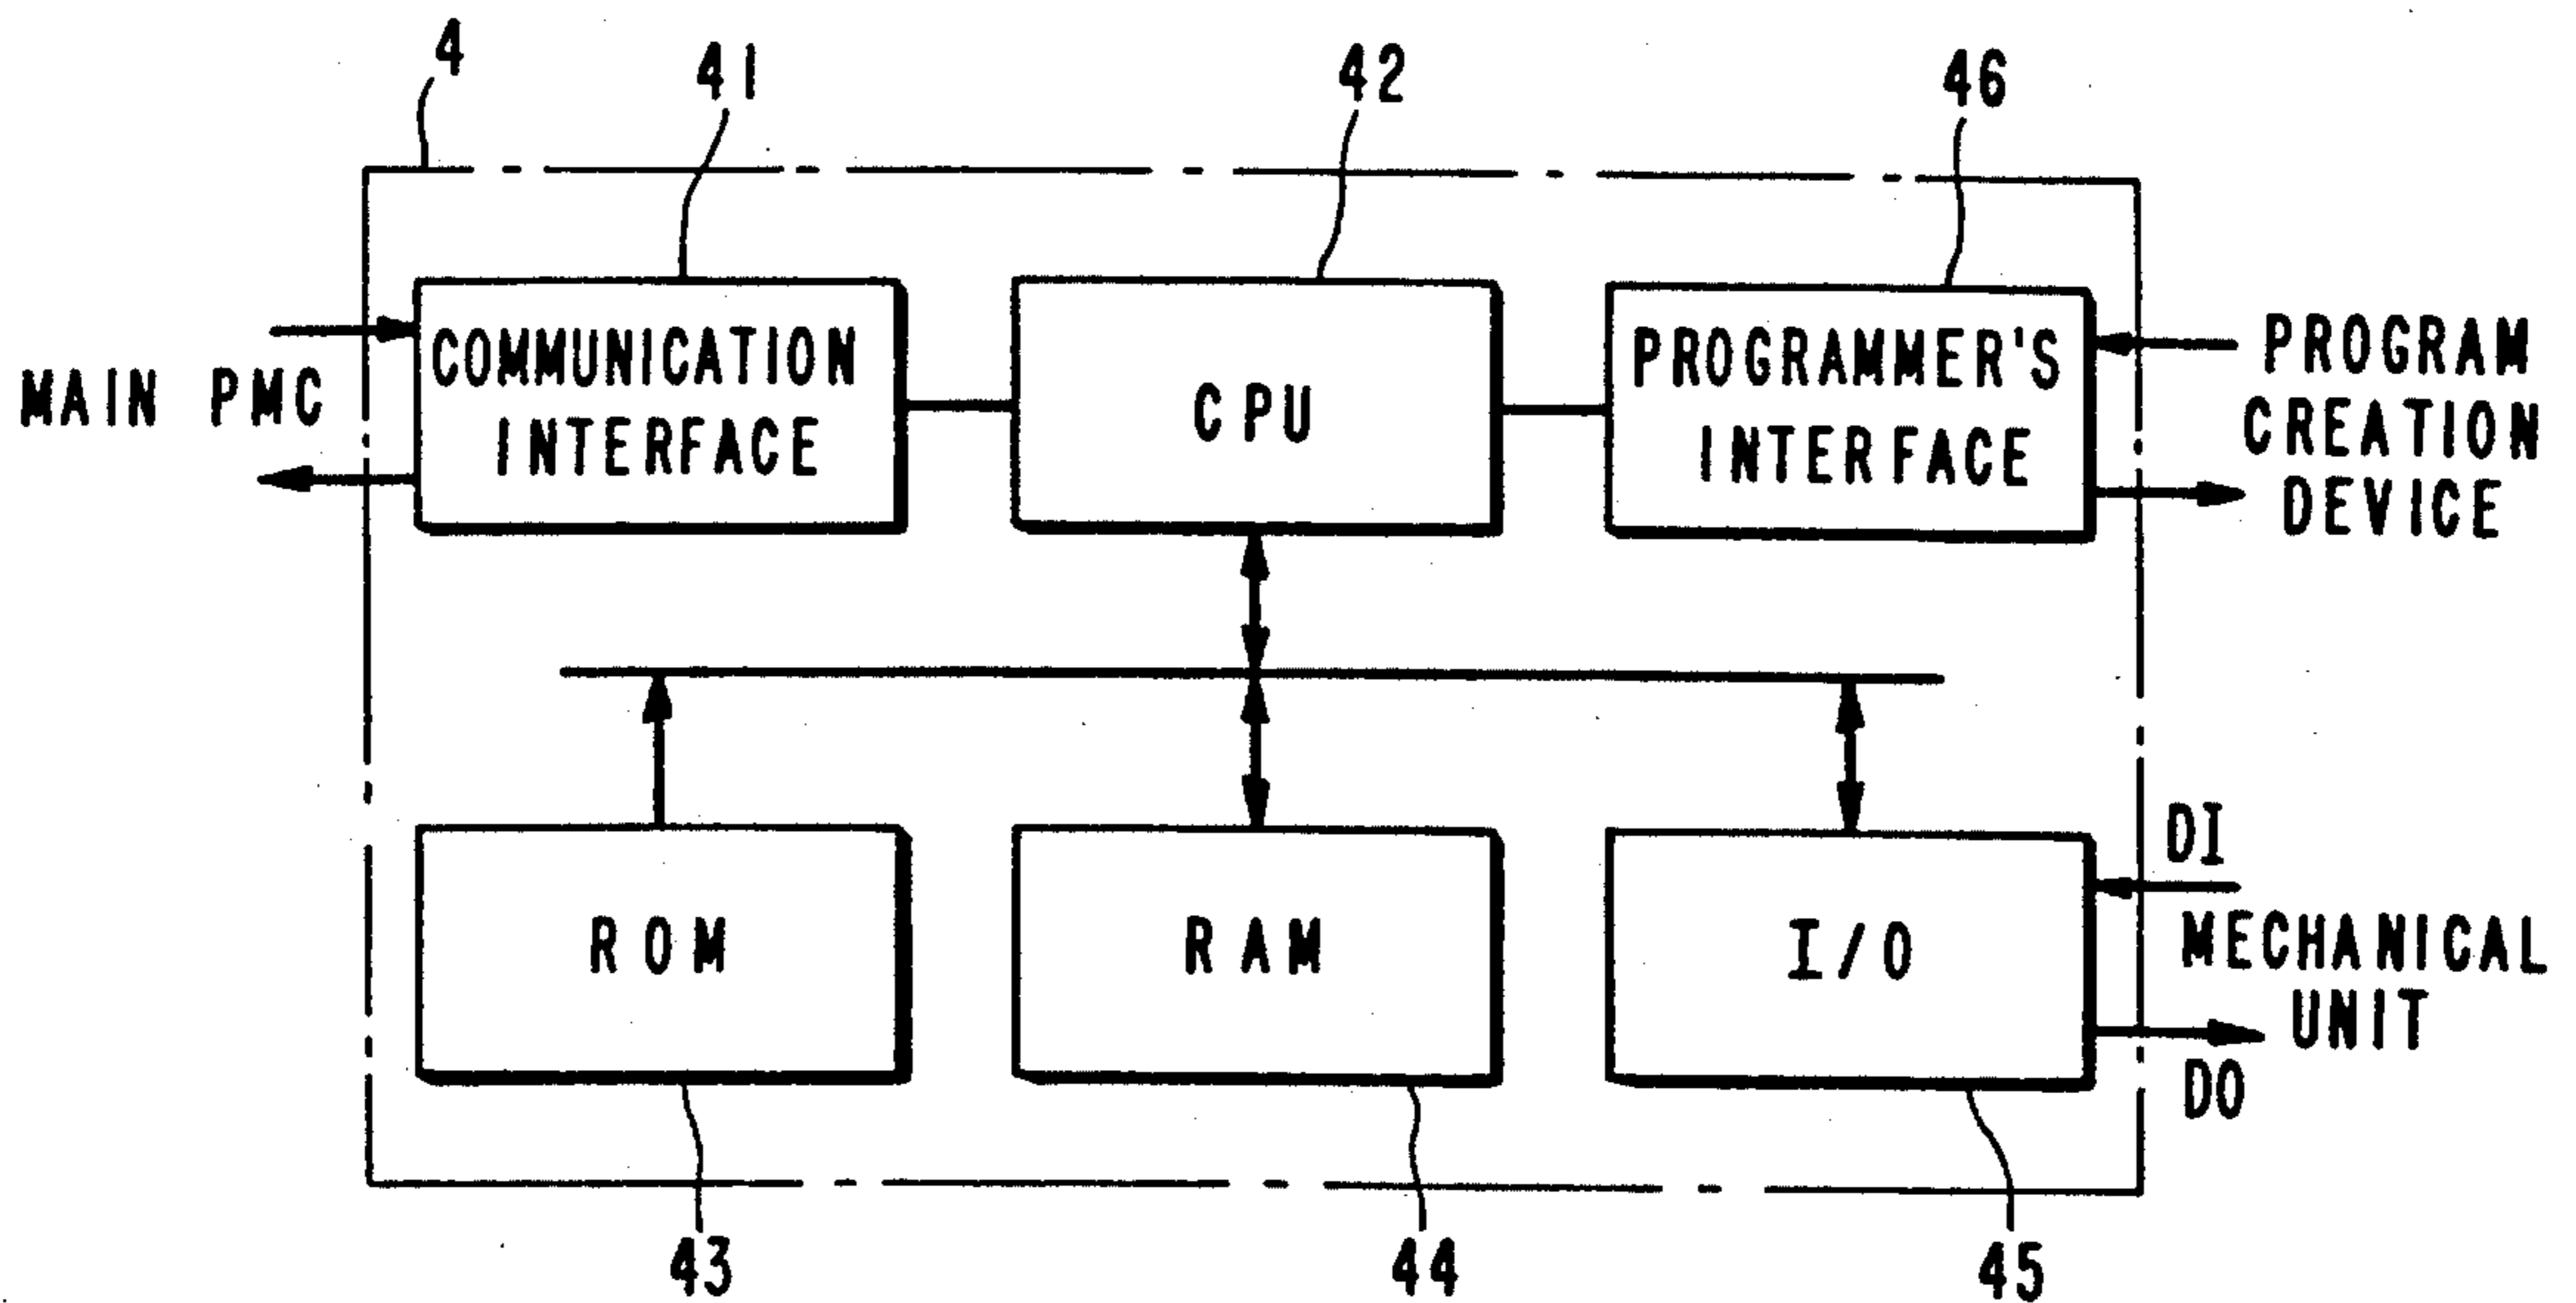 4
41
42
46
MAIN PMC
COMMUNICATION
INTERFACE
CPU
PROGRAMMER'S
INTERFACE
PROGRAM
CREATION
DEVICE
ROM
RAM
I/O
DI
MECHANICAL
UNIT
DO
43
44
45